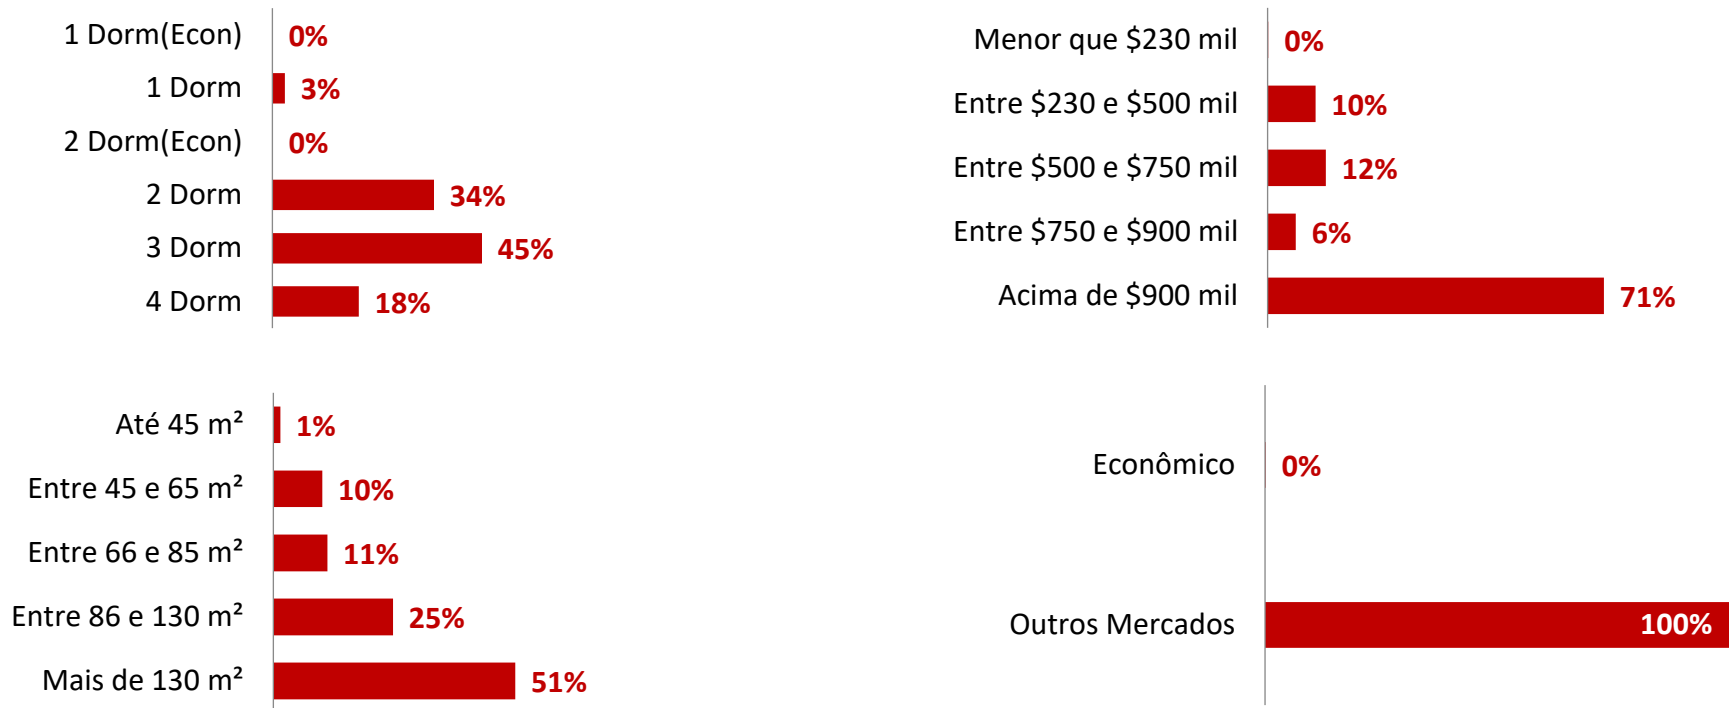 1 Dorm(Econ) 0%
1 Dorm 3%
2 Dorm(Econ) 0%
2 Dorm 34%
3 Dorm 45%
4 Dorm 18%
Menor que $230 mil 0%
Entre $230 e $500 mil 10%
Entre $500 e $750 mil 12%
Entre $750 e $900 mil 6%
Acima de $900 mil 71%
Até 45 m² 1%
Entre 45 e 65 m² 10%
Entre 66 e 85 m² 11%
Entre 86 e 130 m² 25%
Mais de 130 m² 51%
Econômico 0%
Outros Mercados 100%